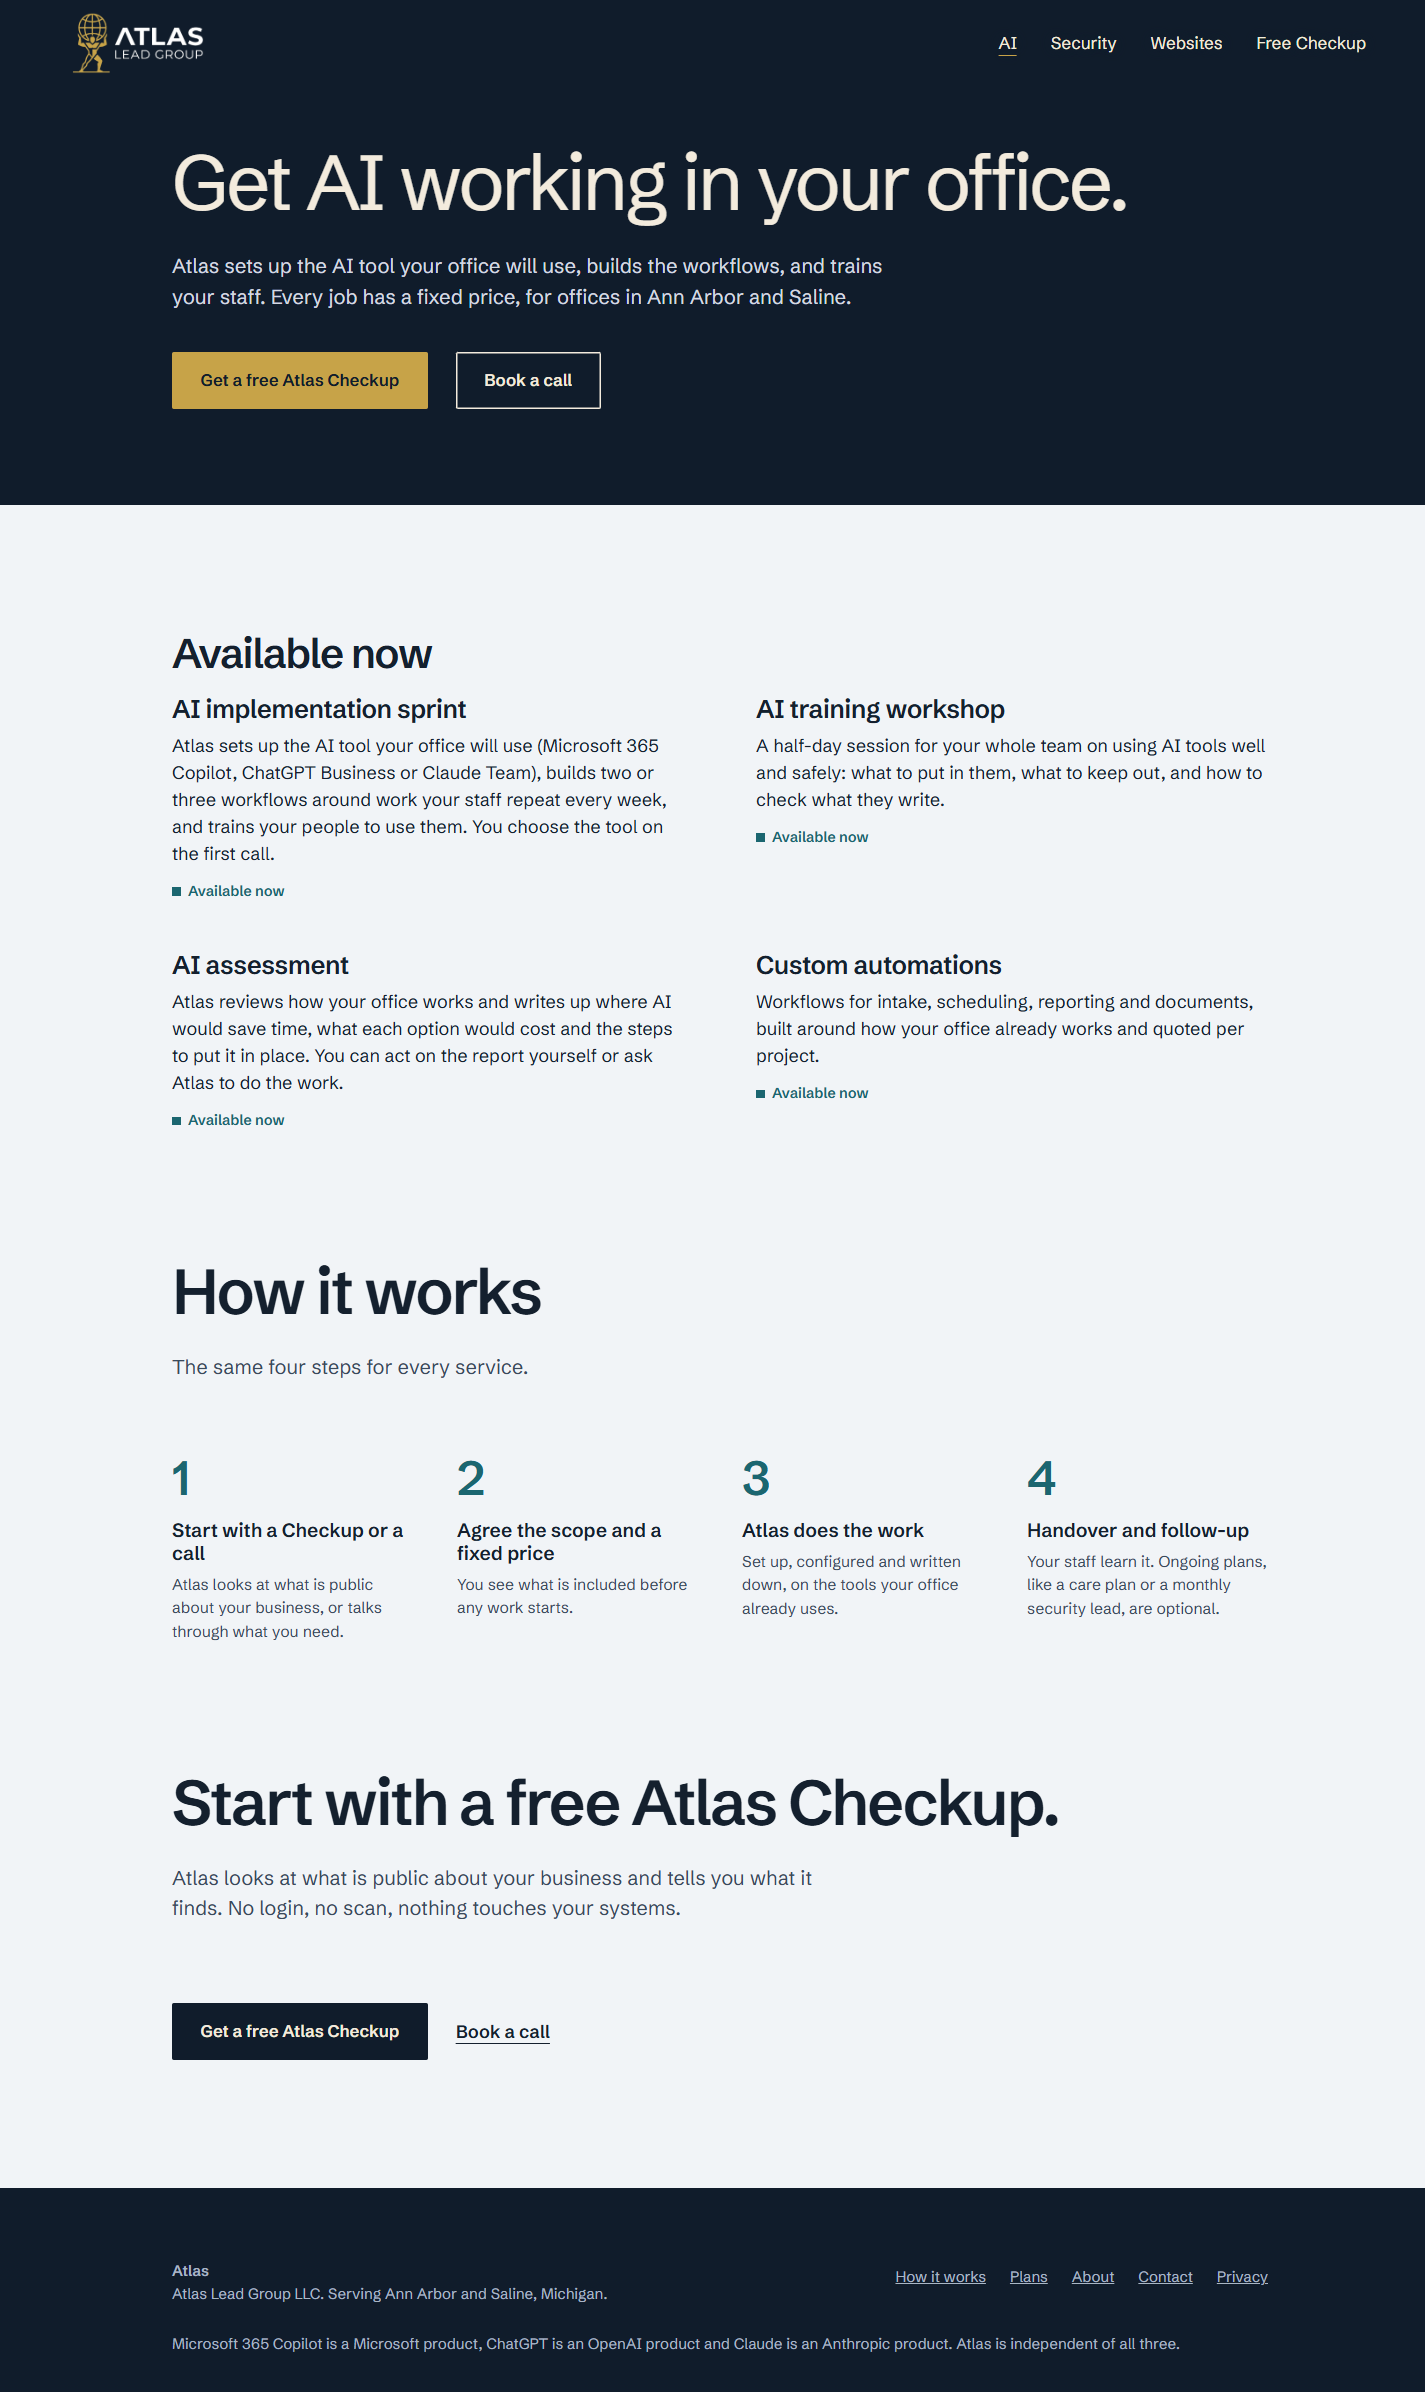 ATLAS
LEAD GROUP
AI Security Websites Free Checkup
Get AI working in your office.
Atlas sets up the AI tool your office will use, builds the workflows, and trains
your staff. Every job has a fixed price, for offices in Ann Arbor and Saline.
Get a free Atlas Checkup
Book a call
Available now
AI implementation sprint
Atlas sets up the AI tool your office will use (Microsoft 365
Copilot, ChatGPT Business or Claude Team), builds two or
three workflows around work your staff repeat every week,
and trains your people to use them. You choose the tool on
the first call.
Available now
AI training workshop
A half-day session for your whole team on using AI tools well
and safely: what to put in them, what to keep out, and how to
check what they write.
Available now
AI assessment
Atlas reviews how your office works and writes up where AI
would save time, what each option would cost and the steps
to put it in place. You can act on the report yourself or ask
Atlas to do the work.
Available now
Custom automations
Workflows for intake, scheduling, reporting and documents,
built around how your office already works and quoted per
project.
Available now
How it works
The same four steps for every service.
1
Start with a Checkup or a
call
Atlas looks at what is public
about your business, or talks
through what you need.
2
Agree the scope and a
fixed price
You see what is included before
any work starts.
3
Atlas does the work
Set up, configured and written
down, on the tools your office
already uses.
4
Handover and follow-up
Your staff learn it. Ongoing plans,
like a care plan or a monthly
security lead, are optional.
Start with a free Atlas Checkup.
Atlas looks at what is public about your business and tells you what it
finds. No login, no scan, nothing touches your systems.
Get a free Atlas Checkup
Book a call
Atlas
Atlas Lead Group LLC. Serving Ann Arbor and Saline, Michigan.
How it works Plans About Contact Privacy
Microsoft 365 Copilot is a Microsoft product, ChatGPT is an OpenAI product and Claude is an Anthropic product. Atlas is independent of all three.